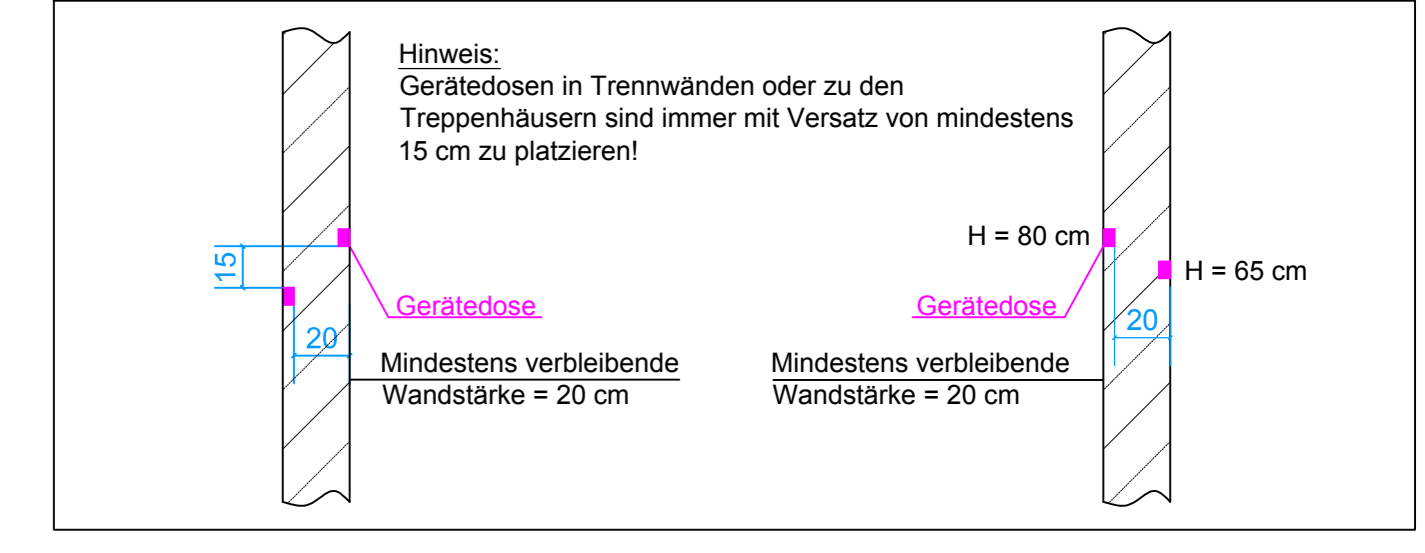 Hinweis:
Gerätedosen in Trennwänden oder zu den
Treppenhäusern sind immer mit Versatz von mindestens
15 cm zu platzieren!
15
Gerätedose
20
Mindestens verbleibende
Wandstärke = 20 cm
H = 80 cm
H = 65 cm
Gerätedose
20
Mindestens verbleibende
Wandstärke = 20 cm